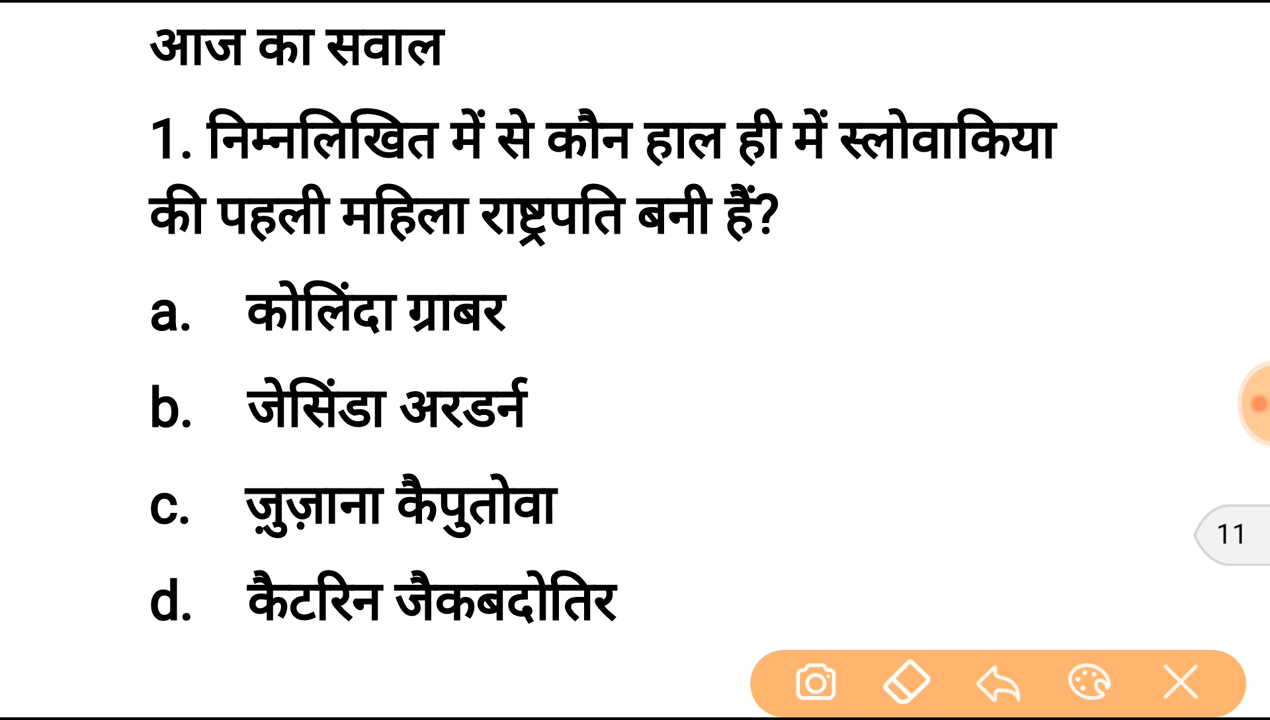 आज का सवाल
1. निम्नलिखित में से कौन हाल ही में स्लोवाकिया
की पहली महिला राष्ट्रपति बनी हैं?
a. कोलिंदा ग्राबर
b. जेसिंडा अरडर्न
c. ज़ुज़ाना कैपुतोवा
11
d. कैटरिन जैकबदोतिर